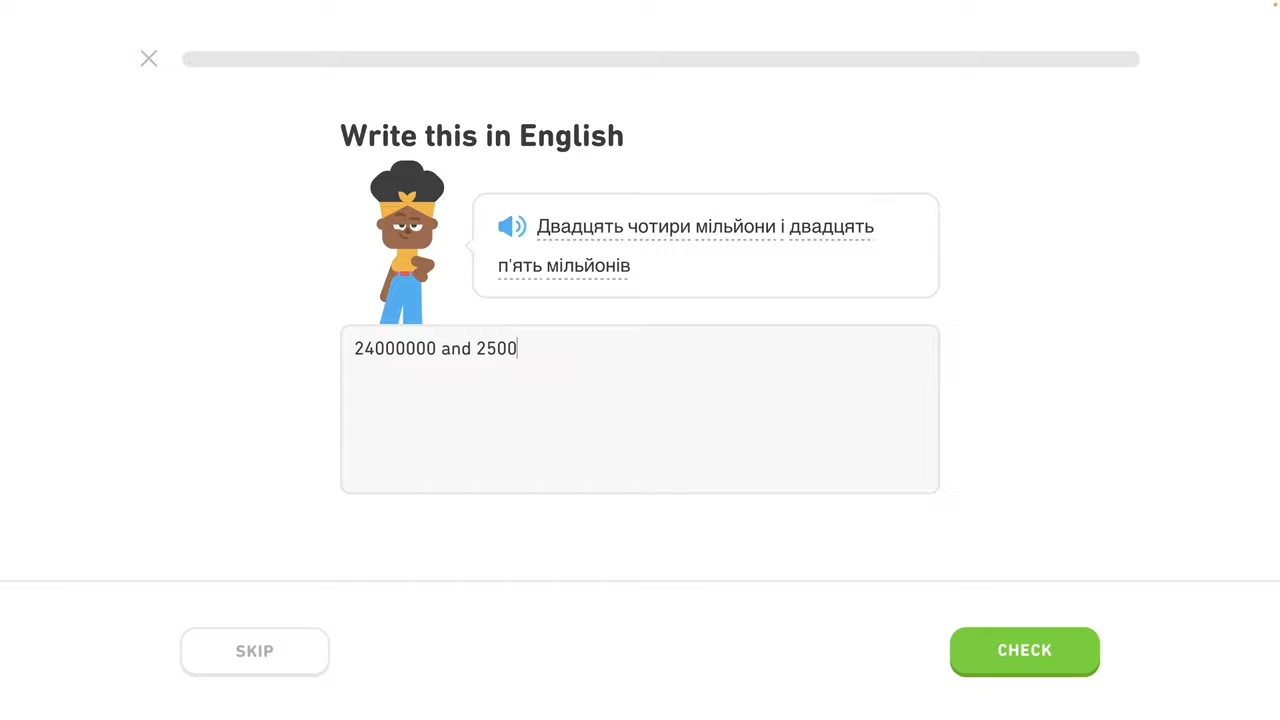 Write this in English
Двадцять чотири мільйони і двадцять
п'ять мільйонів
24000000 and 2500
SKIP
CHECK